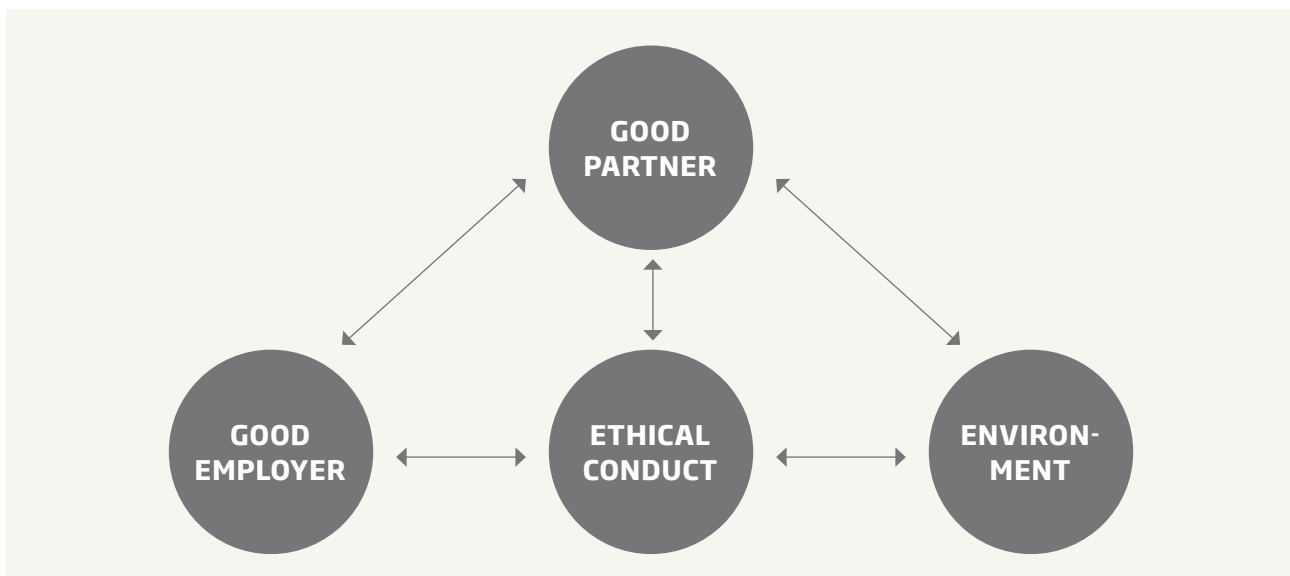 GOOD
PARTNER
GOOD
EMPLOYER
ETHICAL
CONDUCT
ENVIRON-
MENT